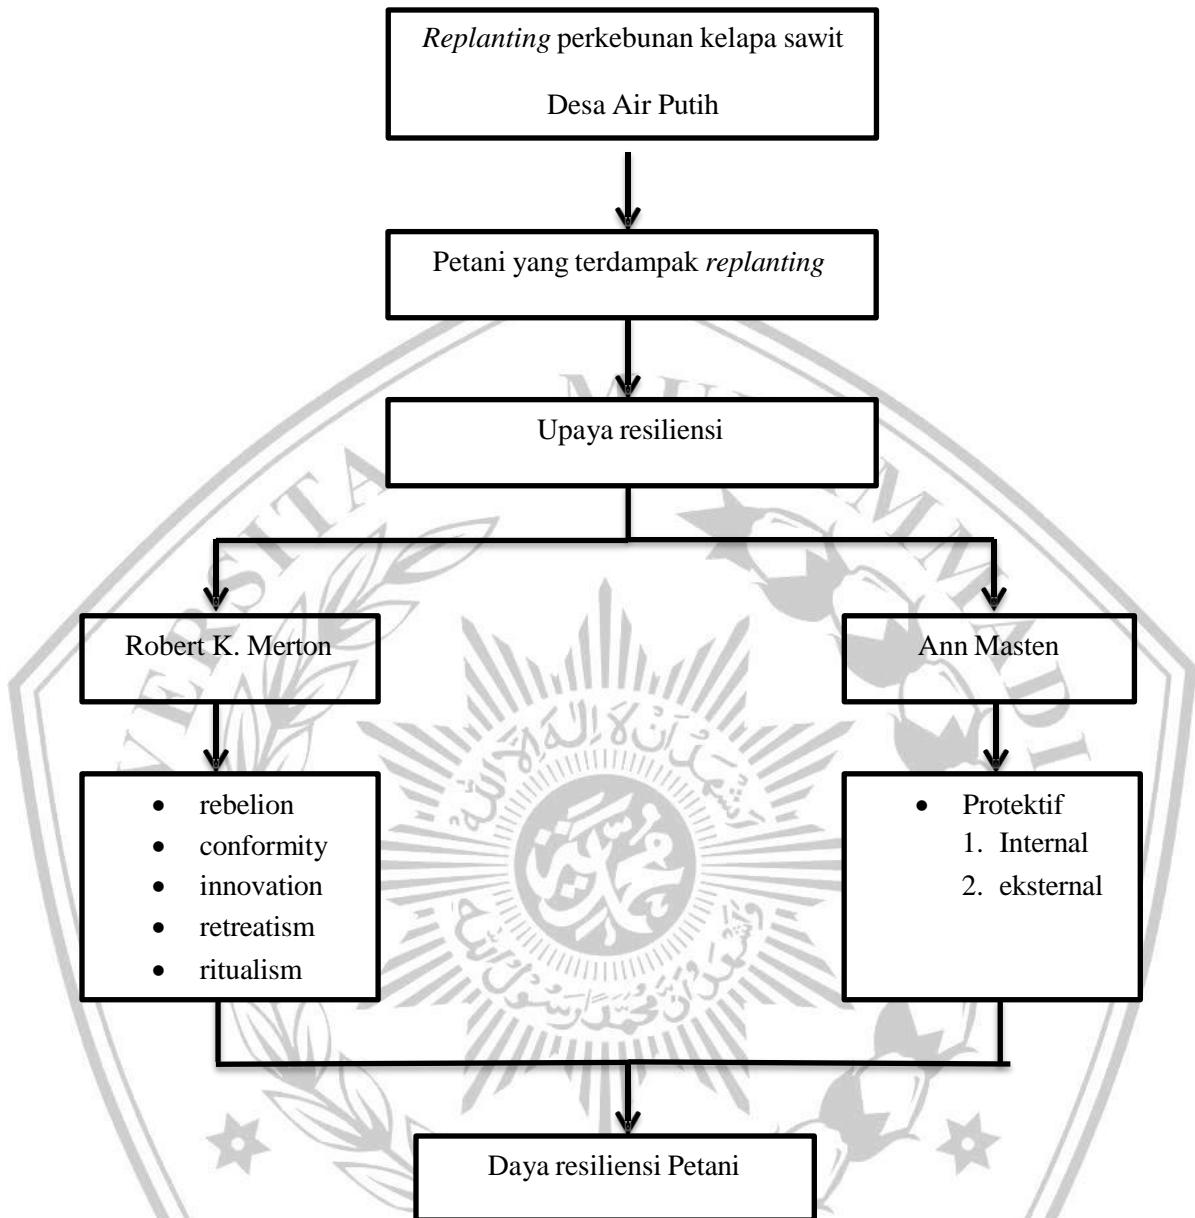 Replanting perkebunan kelapa sawit
Desa Air Putih
Petani yang terdampak replanting
Upaya resiliensi
Robert K. Merton
Ann Masten
• rebelion
• conformity
• innovation
• retreatism
• ritualism
• Protektif
1. Internal
2. eksternal
Daya resiliensi Petani